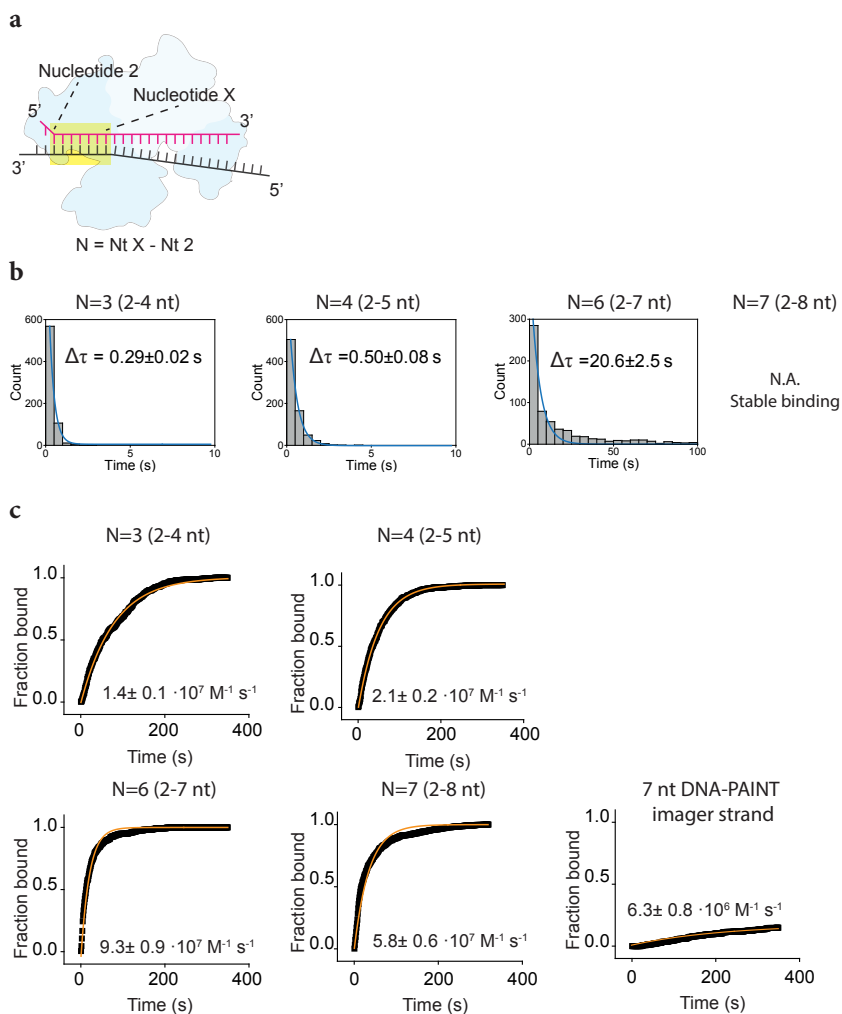 a
Nucleotide 2
Nucleotide X
5’
3’
3’
5’
N = Nt X - Nt 2
b
N=3 (2-4 nt)
N=4 (2-5 nt)
N=6 (2-7 nt)
N=7 (2-8 nt)
600
400
200
0
Count
Δτ = 0.29±0.02 s
0
5
10
Time (s)
600
400
200
0
Count
Δτ =0.50±0.08 s
0
5
10
Time (s)
300
200
100
0
Count
Δτ =20.6±2.5 s
0
50
100
Time (s)
N.A.
Stable binding
c
N=3 (2-4 nt)
1.0
0.5
0.0
Fraction bound
1.4± 0.1 ·10⁷ M⁻¹ s⁻¹
0
200
400
Time (s)
N=4 (2-5 nt)
1.0
0.5
0.0
Fraction bound
2.1± 0.2 ·10⁷ M⁻¹ s⁻¹
0
200
400
Time (s)
N=6 (2-7 nt)
1.0
0.5
0.0
Fraction bound
9.3± 0.9 ·10⁷ M⁻¹ s⁻¹
0
200
400
Time (s)
N=7 (2-8 nt)
1.0
0.5
0.0
Fraction bound
5.8± 0.6 ·10⁷ M⁻¹ s⁻¹
0
200
400
Time (s)
7 nt DNA-PAINT
imager strand
1.0
0.5
0.0
Fraction bound
6.3± 0.8 ·10⁶ M⁻¹ s⁻¹
0
200
400
Time (s)